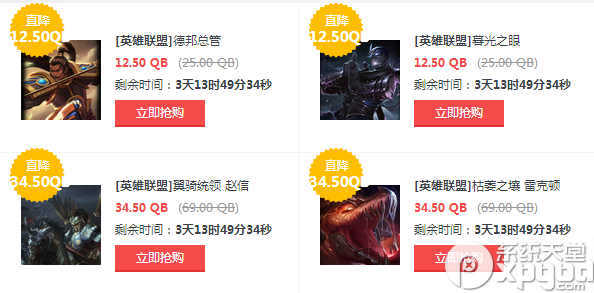 直降
12.50QB
[英雄联盟]德邦总管
12.50 QB (25.00 QB)
剩余时间：3天13时49分34秒
立即抢购
直降
12.50QB
[英雄联盟]暮光之眼
12.50 QB (25.00 QB)
剩余时间：3天13时49分34秒
立即抢购
直降
34.50QB
[英雄联盟]翼骑统领 赵信
34.50 QB (69.00 QB)
剩余时间：3天13时49分34秒
立即抢购
直降
34.50QB
[英雄联盟]枯萎之壤 雷克顿
34.50 QB (69.00 QB)
剩余时间：3天13时49分34秒
立即抢购
系统天堂